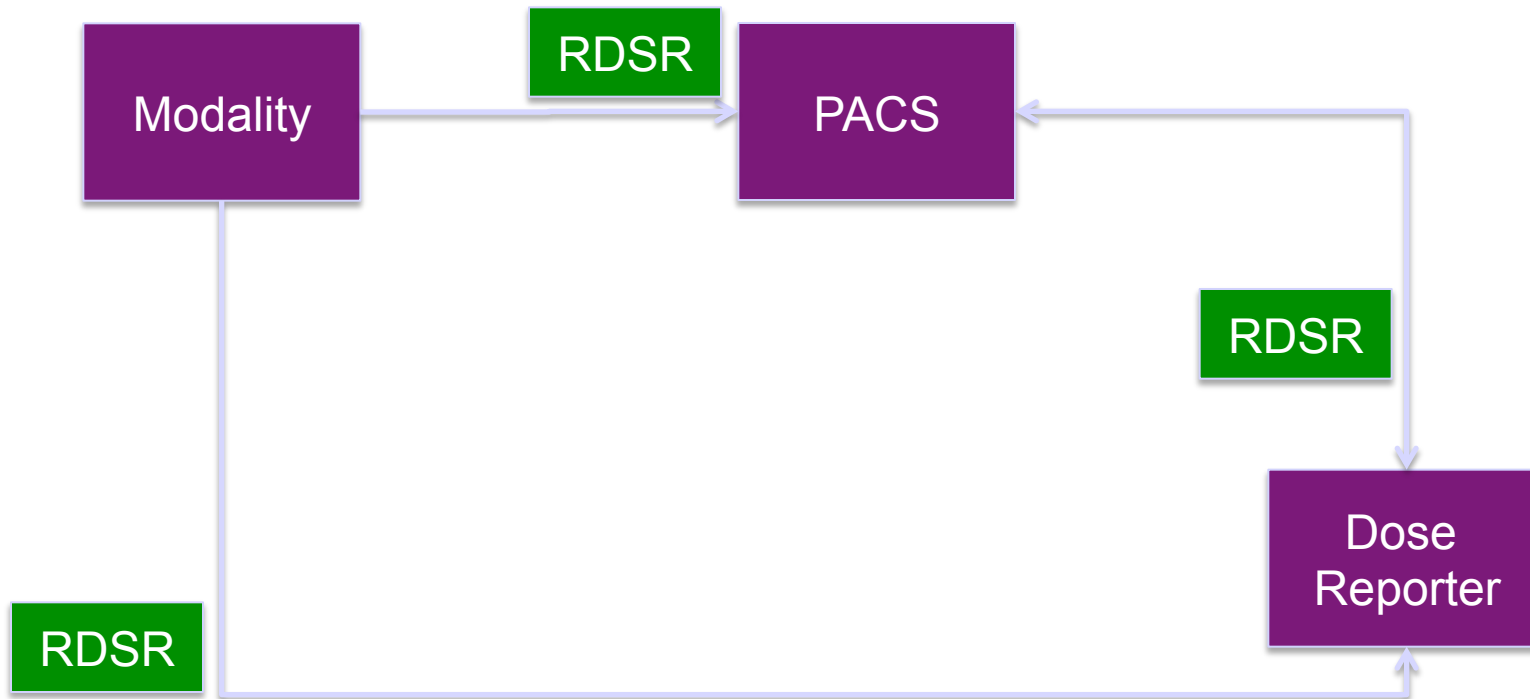 RDSR
Modality
PACS
RDSR
Dose
Reporter
RDSR